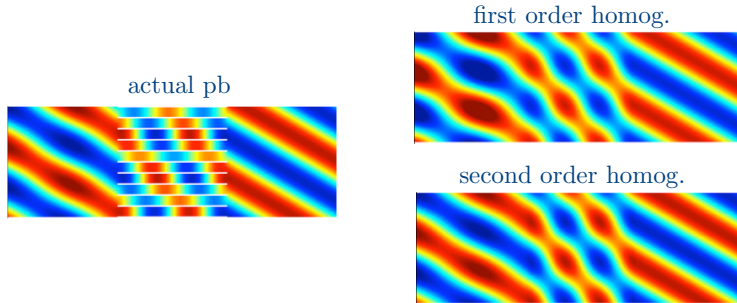 actual pb
first order homog.
second order homog.